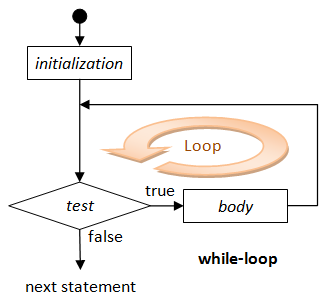 initialization
Loop
true
test
body
false
while-loop
next statement